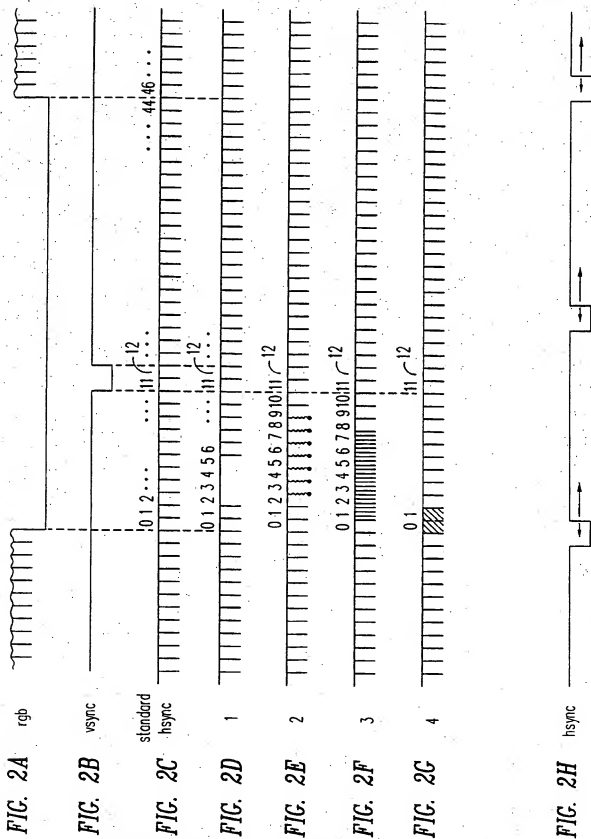 FIG. 2A rgb
FIG. 2B vsync
FIG. 2C standard hsync 0 1 2 ••• ••• 11 12 ••• ••• 44 46 •••
FIG. 2D 1 0 1 2 3 4 5 6 ••• 11 12 •••
FIG. 2E 2 0 1 2 3 4 5 6 7 8 9 10 11 12
FIG. 2F 3 0 1 2 3 4 5 6 7 8 9 10 11 12
FIG. 2G 4 0 1 11 12
FIG. 2H hsync